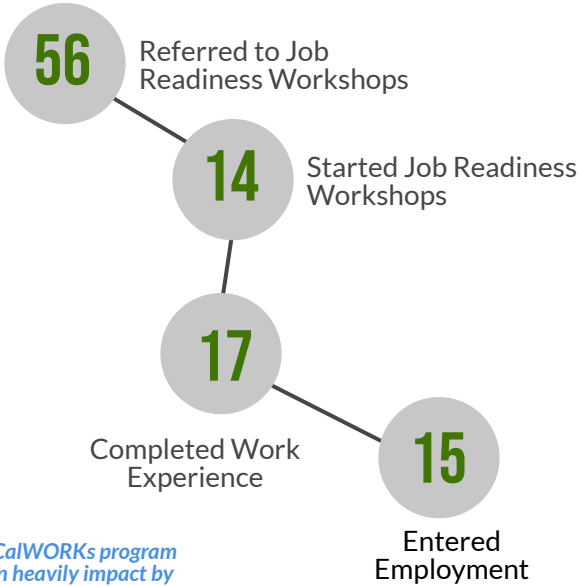 56
Referred to Job
Readiness Workshops
14
Started Job Readiness
Workshops
17
Completed Work
Experience
15
Entered
Employment
CalWORKs program
heavily impact by